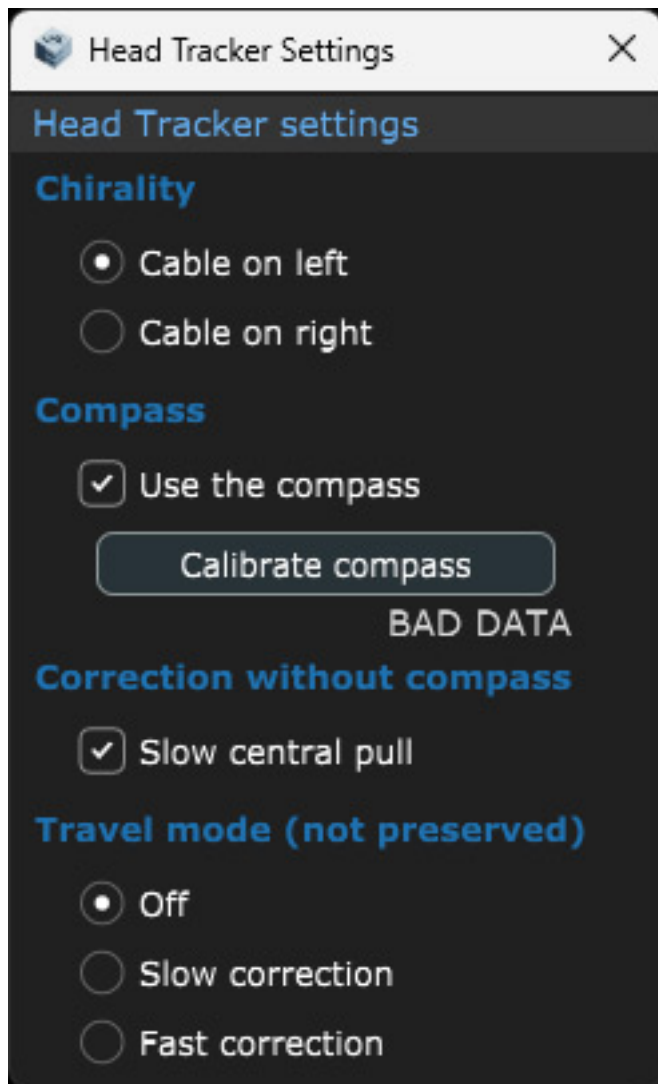 Head Tracker Settings
Head Tracker settings
Chirality
Cable on left
Cable on right
Compass
Use the compass
Calibrate compass
BAD DATA
Correction without compass
Slow central pull
Travel mode (not preserved)
Off
Slow correction
Fast correction